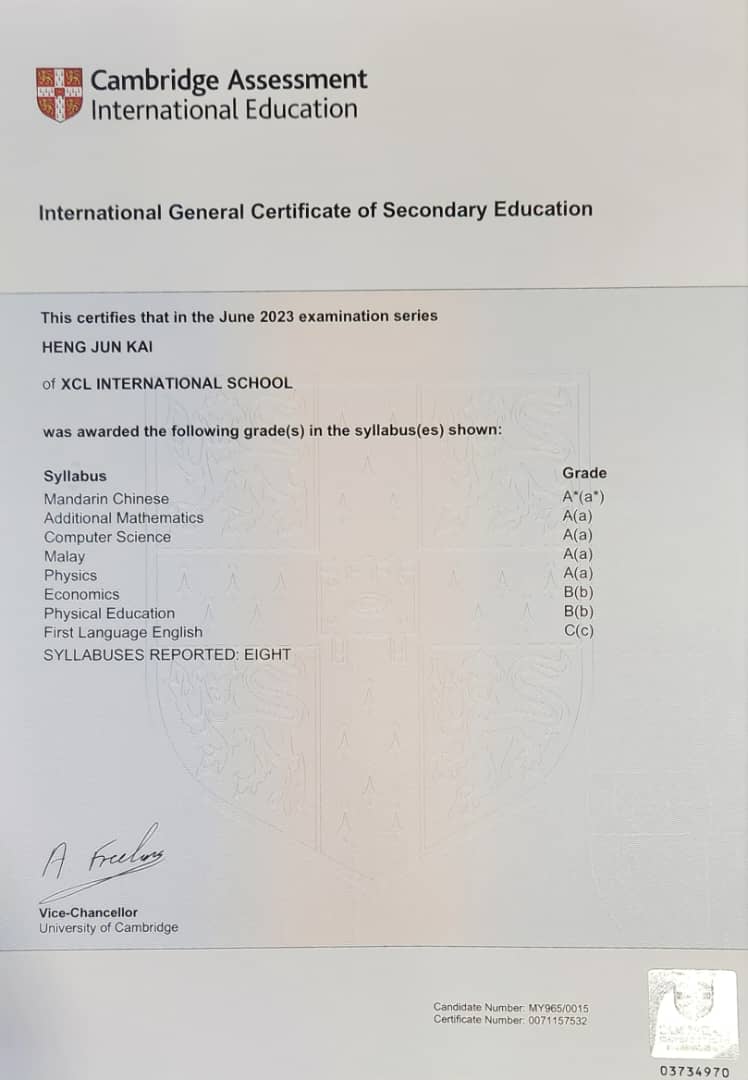 Cambridge Assessment
International Education
International General Certificate of Secondary Education
This certifies that in the June 2023 examination series
HENG JUN KAI
of XCL INTERNATIONAL SCHOOL
was awarded the following grade(s) in the syllabus(es) shown:
Syllabus Grade
Mandarin Chinese A*(a*)
Additional Mathematics A(a)
Computer Science A(a)
Malay A(a)
Physics A(a)
Economics B(b)
Physical Education B(b)
First Language English C(c)
SYLLABUSES REPORTED: EIGHT
Vice-Chancellor
University of Cambridge
Candidate Number: MY965/0015
Certificate Number: 0071157532
03734970